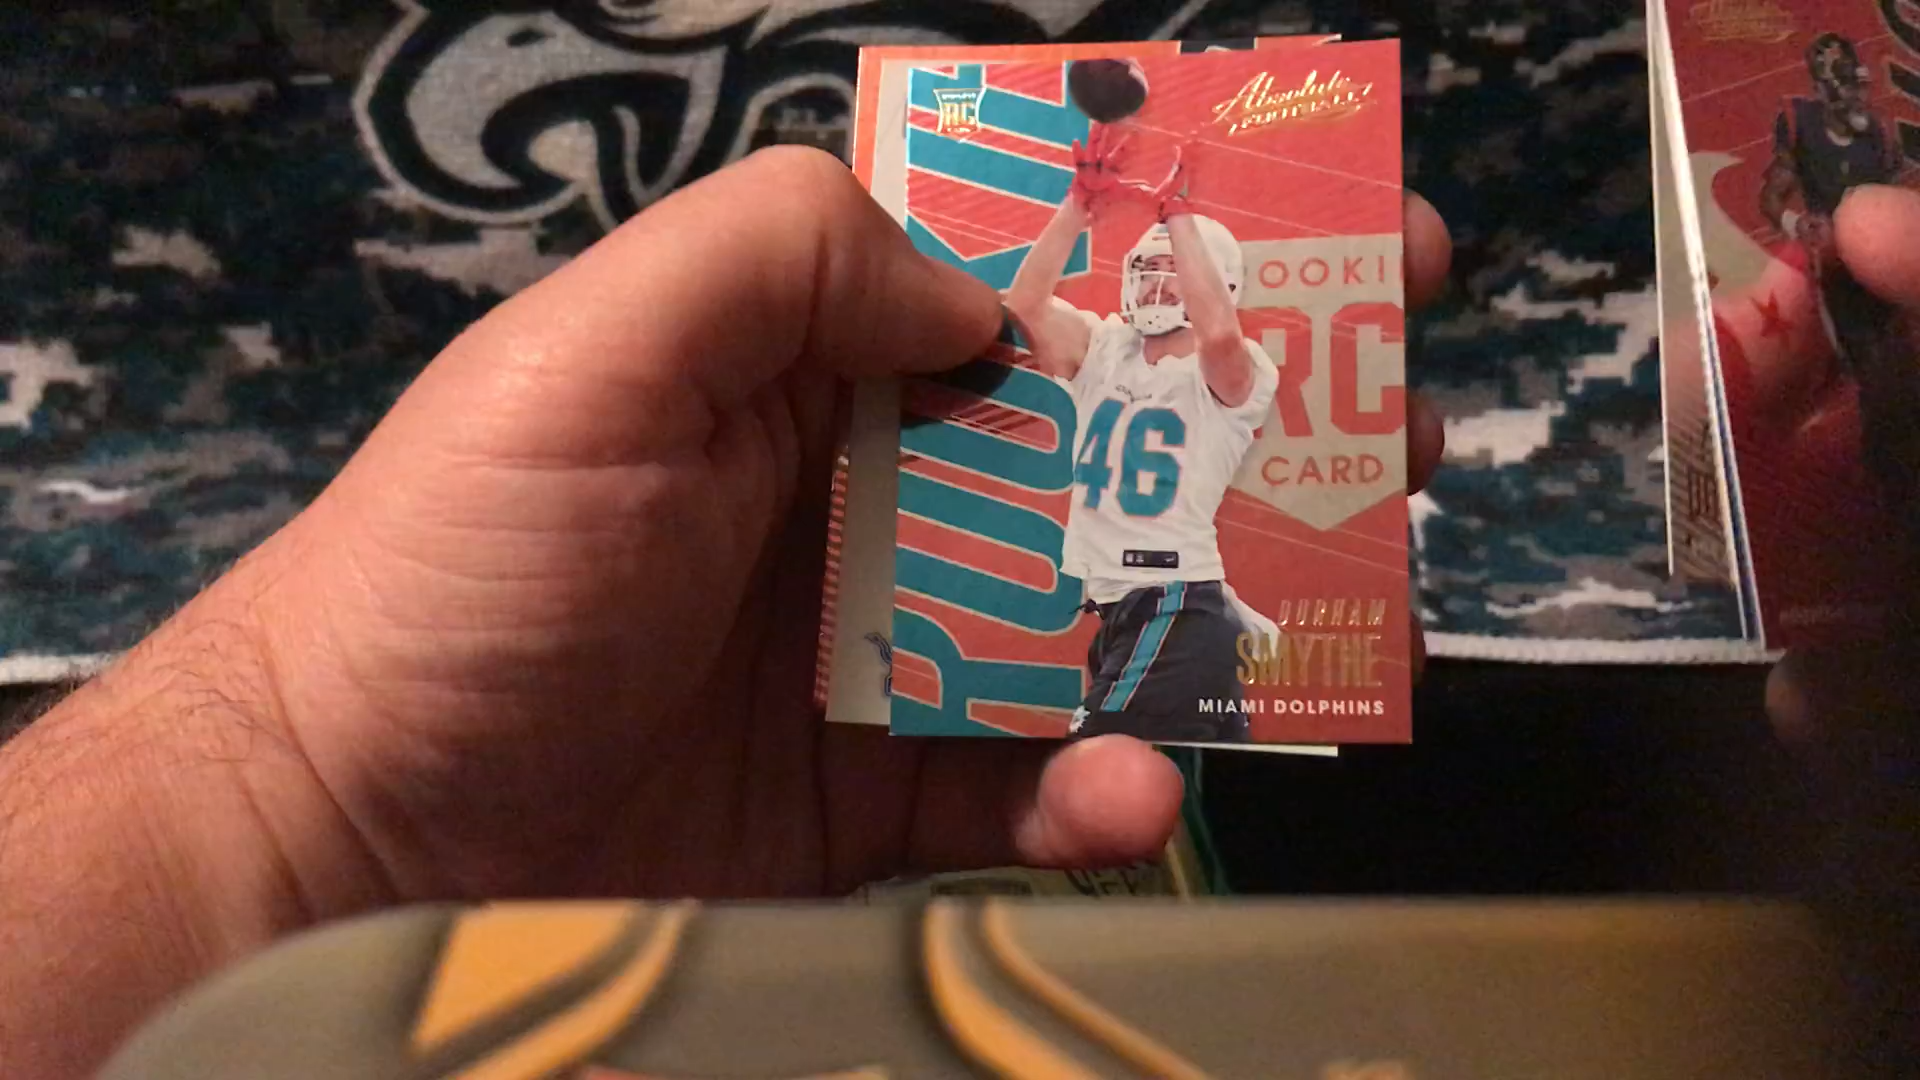 RC
Absolute
FOOTBALL
ROOKIE
OOKI
RC
CARD
46
DURHAM
SMYTHE
MIAMI DOLPHINS